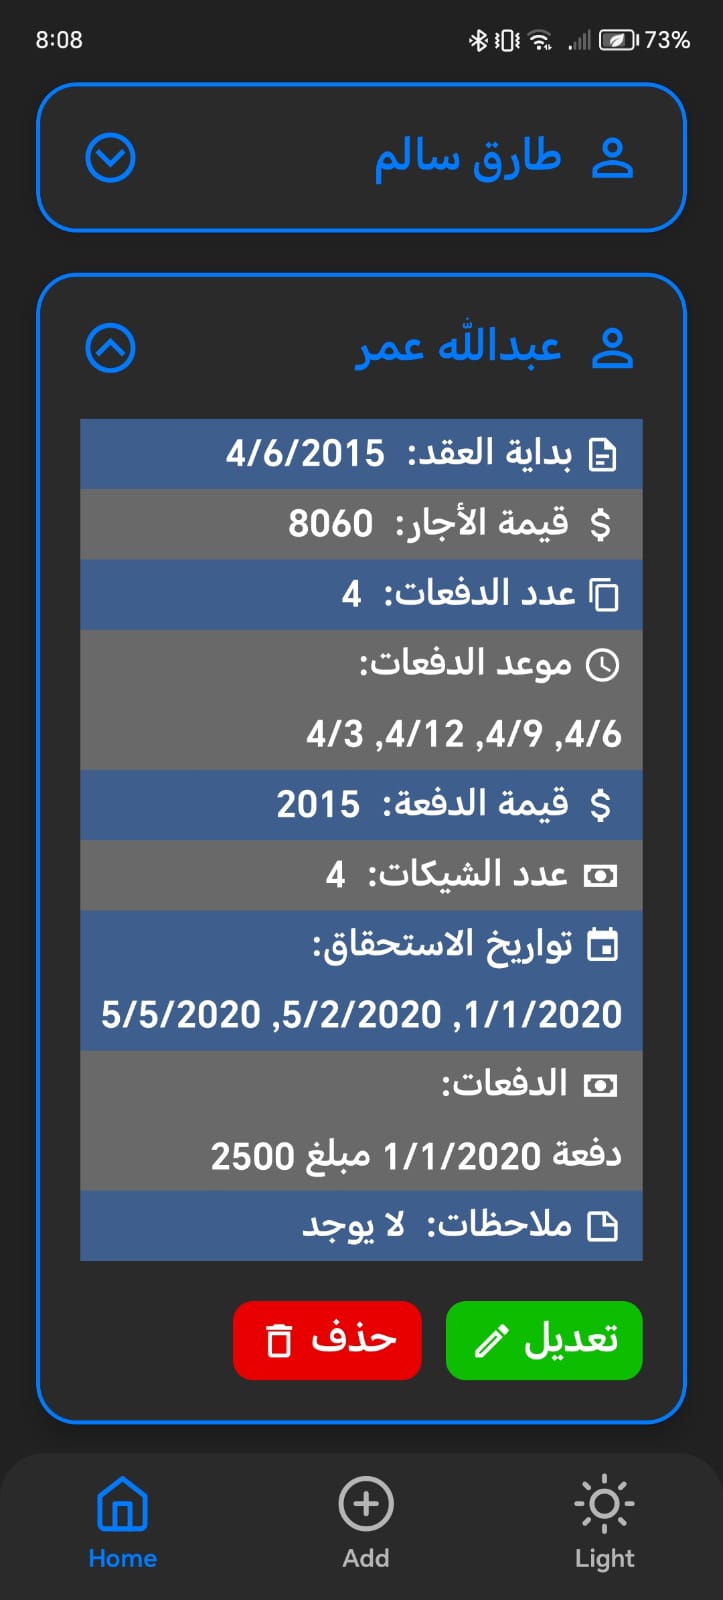 8:08
73%
طارق سالم
عبدالله عمر
بداية العقد: 4/6/2015
قيمة الأجار: 8060
عدد الدفعات: 4
موعد الدفعات:
4/6, 4/9, 4/12, 4/3
قيمة الدفعة: 2015
عدد الشيكات: 4
تواريخ الاستحقاق:
1/1/2020, 5/2/2020, 5/5/2020
الدفعات:
دفعة 1/1/2020 مبلغ 2500
ملاحظات: لا يوجد
تعديل
حذف
Home
Add
Light